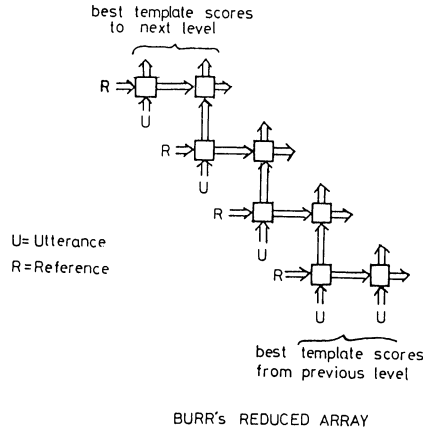 best template scores
to next level
R
U
R
U
R
U
U= Utterance
R=Reference
R
U
U
best template scores
from previous level
BURR's REDUCED ARRAY